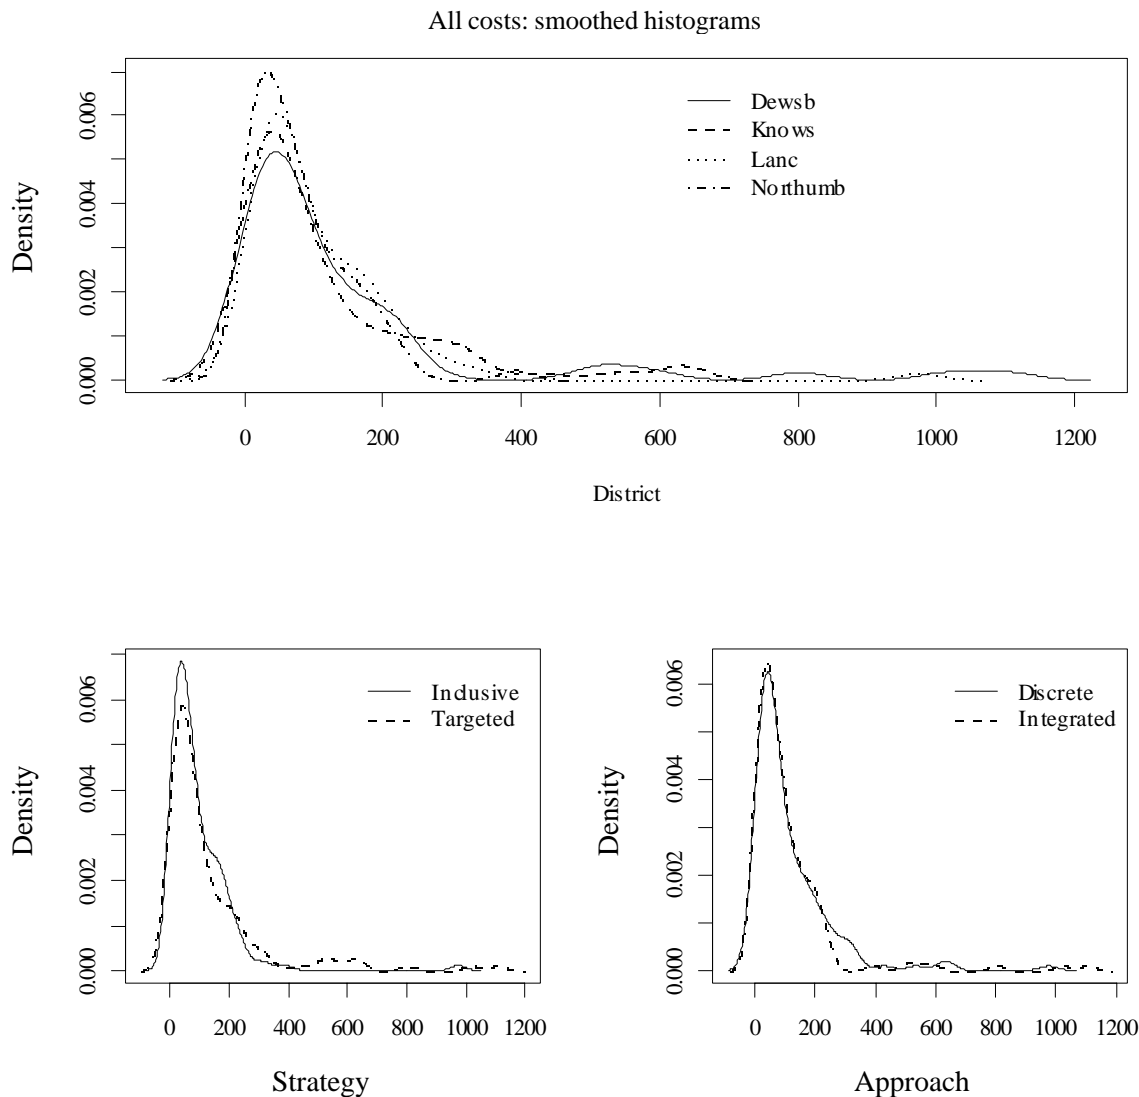 All costs: smoothed histograms
Density
0.006
0.004
0.002
0.000
Dewsb
Knows
Lanc
Northumb
0 200 400 600 800 1000 1200
District
Density
0.006
0.004
0.002
0.000
Inclusive
Targeted
0 200 400 600 800 1000 1200
Strategy
Density
0.006
0.004
0.002
0.000
Discrete
Integrated
0 200 400 600 800 1000 1200
Approach